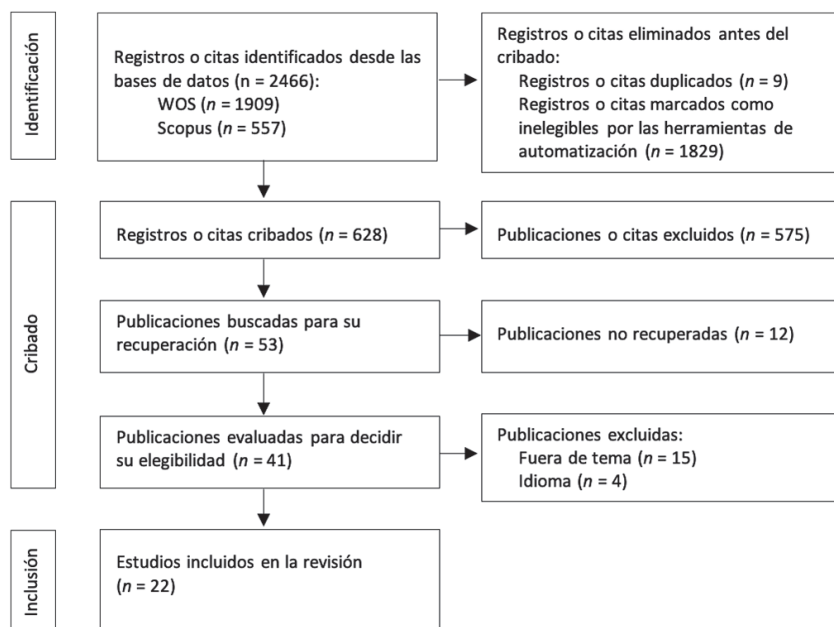 Identificación
Registros o citas identificados desde las
bases de datos (n = 2466):
WOS (n = 1909)
Scopus (n = 557)
Registros o citas eliminados antes del
cribado:
Registros o citas duplicados (n = 9)
Registros o citas marcados como
inelegibles por las herramientas de
automatización (n = 1829)
Cribado
Registros o citas cribados (n = 628)
Publicaciones o citas excluidos (n = 575)
Publicaciones buscadas para su
recuperación (n = 53)
Publicaciones no recuperadas (n = 12)
Publicaciones evaluadas para decidir
su elegibilidad (n = 41)
Publicaciones excluidas:
Fuera de tema (n = 15)
Idioma (n = 4)
Inclusión
Estudios incluidos en la revisión
(n = 22)